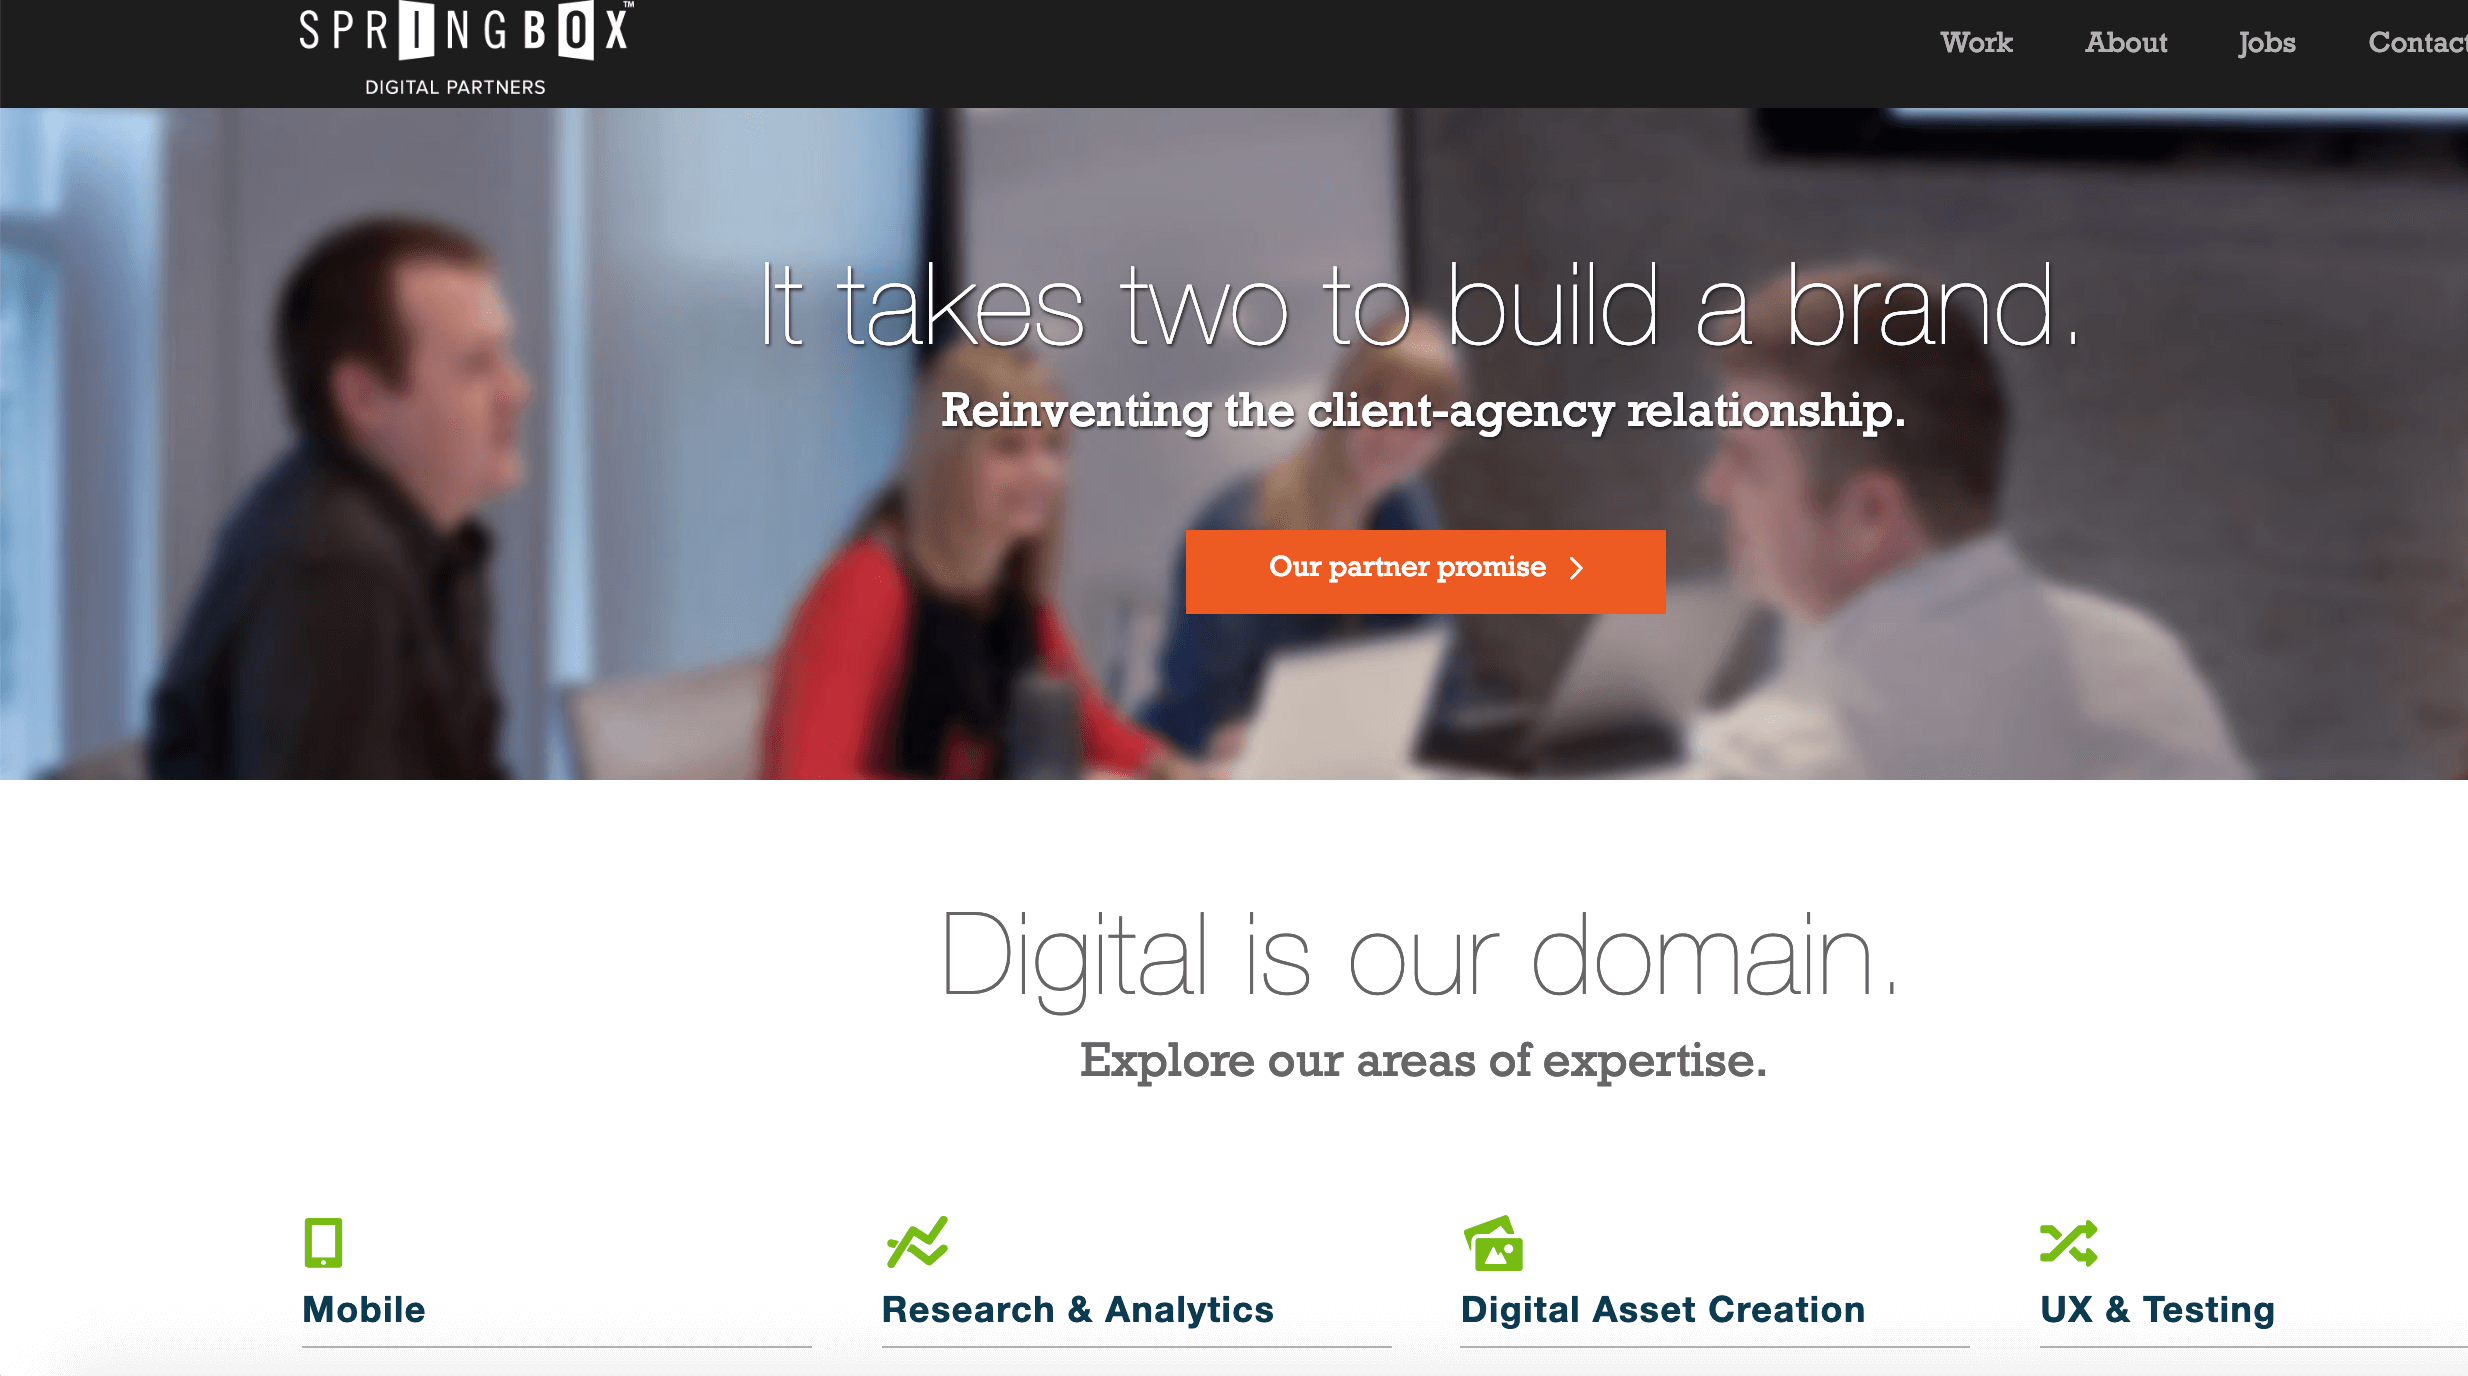 SPRINGBOX™
DIGITAL PARTNERS
Work About Jobs
It takes two to build a brand.
Reinventing the client-agency relationship.
Our partner promise
Digital is our domain.
Explore our areas of expertise.
Mobile Research & Analytics Digital Asset Creation UX & Testing